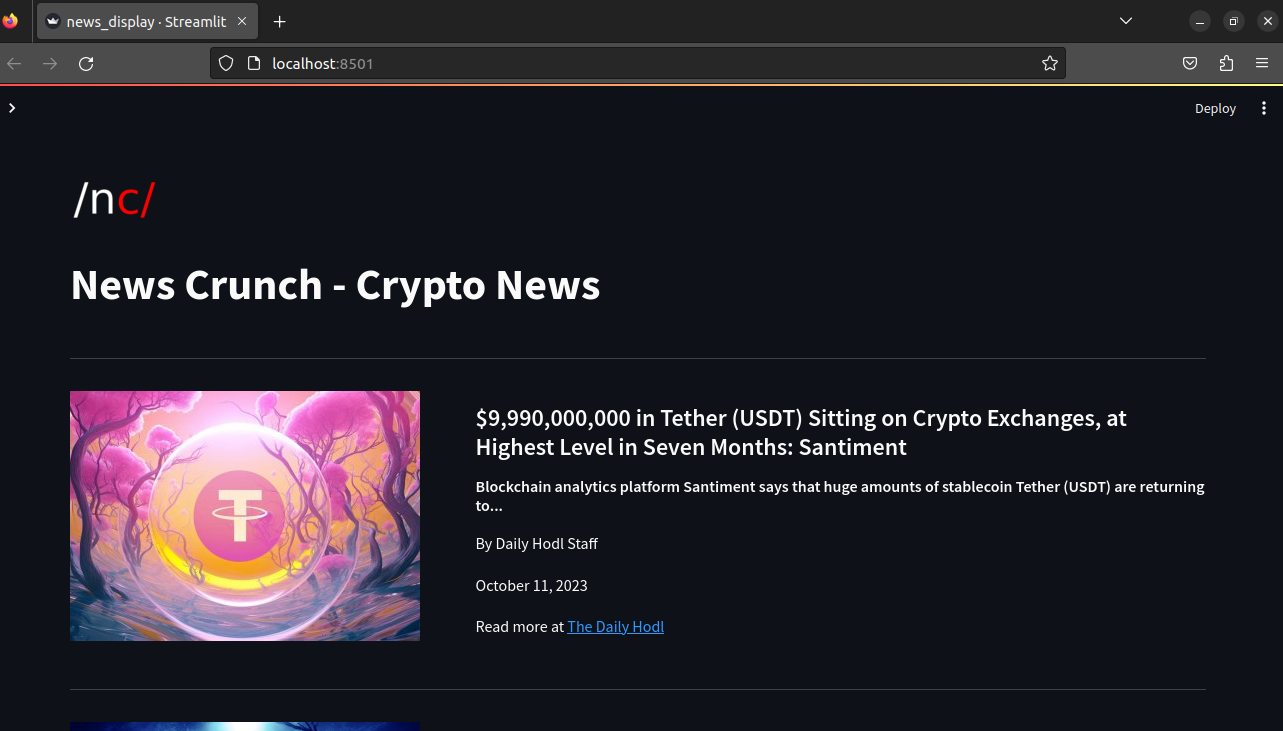 news_display · Streamlit
localhost:8501
Deploy
/nc/
News Crunch - Crypto News
$9,990,000,000 in Tether (USDT) Sitting on Crypto Exchanges, at
Highest Level in Seven Months: Santiment
Blockchain analytics platform Santiment says that huge amounts of stablecoin Tether (USDT) are returning
to...
By Daily Hodl Staff
October 11, 2023
Read more at The Daily Hodl